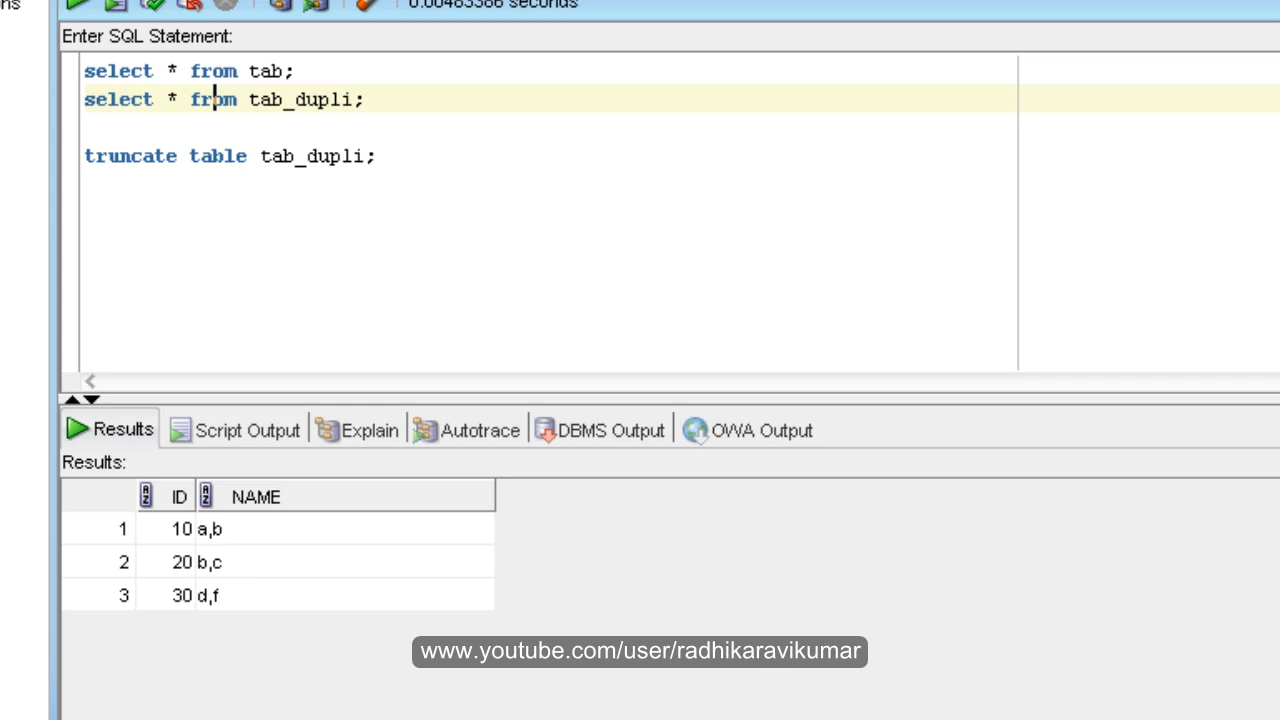 0.00483386 seconds
Enter SQL Statement:
select * from tab;
select * from tab_dupli;
truncate table tab_dupli;
Results Script Output Explain Autotrace DBMS Output OWA Output
Results:
ID NAME
1 10 a,b
2 20 b,c
3 30 d,f
www.youtube.com/user/radhikaravikumar